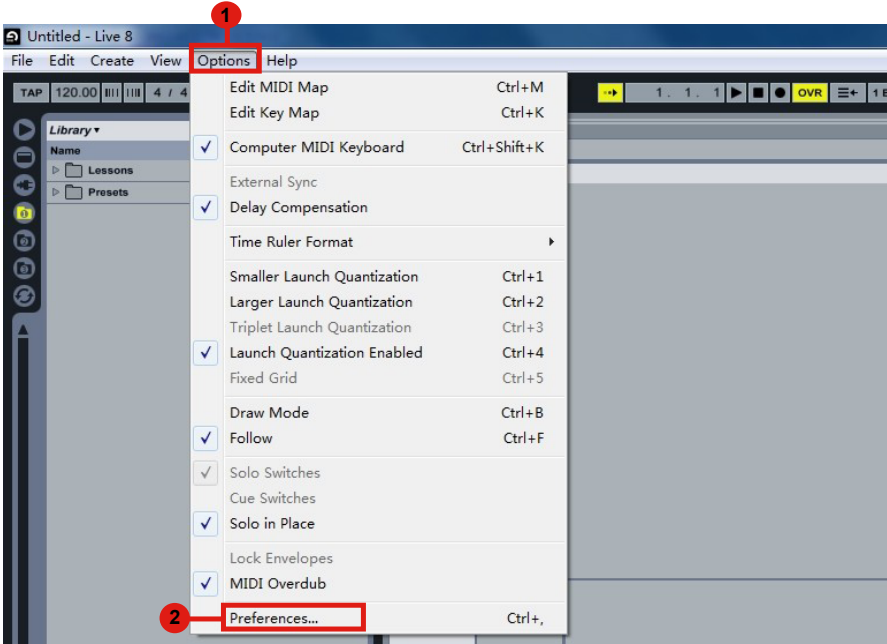 1
Untitled - Live 8
File Edit Create View Options Help
TAP 120.00 4 / 4 1. 1. 1 OVR
Edit MIDI Map Ctrl+M
Edit Key Map Ctrl+K
Library
Name
Computer MIDI Keyboard Ctrl+Shift+K
Lessons
External Sync
Presets
Delay Compensation
Time Ruler Format
Smaller Launch Quantization Ctrl+1
Larger Launch Quantization Ctrl+2
Triplet Launch Quantization Ctrl+3
Launch Quantization Enabled Ctrl+4
Fixed Grid Ctrl+5
Draw Mode Ctrl+B
Follow Ctrl+F
Solo Switches
Cue Switches
Solo in Place
Lock Envelopes
MIDI Overdub
2 Preferences... Ctrl+,